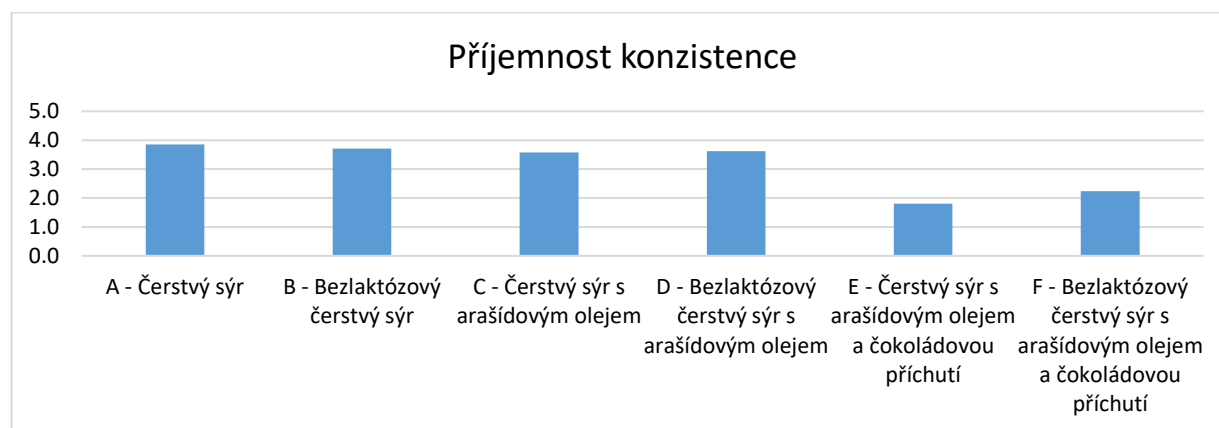 Příjemnost konzistence
5.0
4.0
3.0
2.0
1.0
0.0
A - Čerstvý sýr
B - Bezlaktózový
čerstvý sýr
C - Čerstvý sýr s
arašídovým olejem
D - Bezlaktózový
čerstvý sýr s
arašídovým olejem
E - Čerstvý sýr s
arašídovým olejem
a čokoládovou
příchutí
F - Bezlaktózový
čerstvý sýr s
arašídovým olejem
a čokoládovou
příchutí